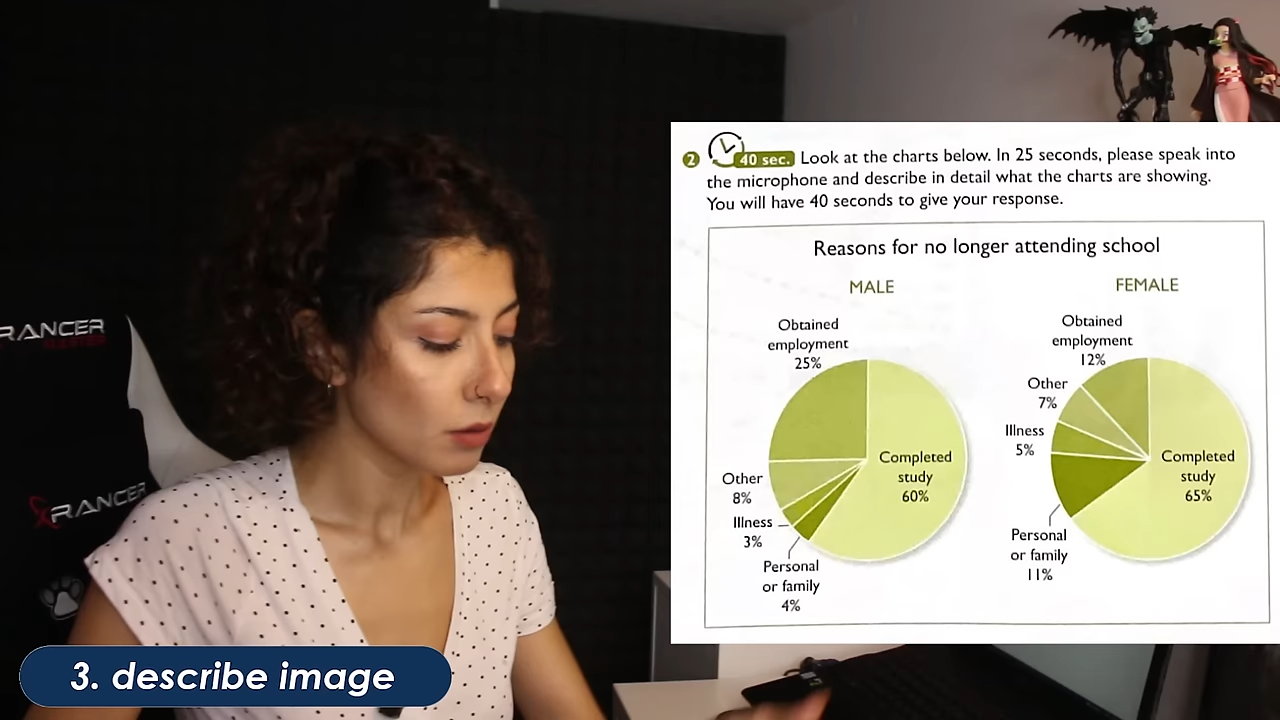 RANCER
RANCER
2 40 sec. Look at the charts below. In 25 seconds, please speak into
the microphone and describe in detail what the charts are showing.
You will have 40 seconds to give your response.
Reasons for no longer attending school
MALE
Obtained
employment
25%
Completed
study
60%
Other
8%
Illness
3%
Personal
or family
4%
FEMALE
Obtained
employment
12%
Other
7%
Illness
5%
Completed
study
65%
Personal
or family
11%
3. describe image